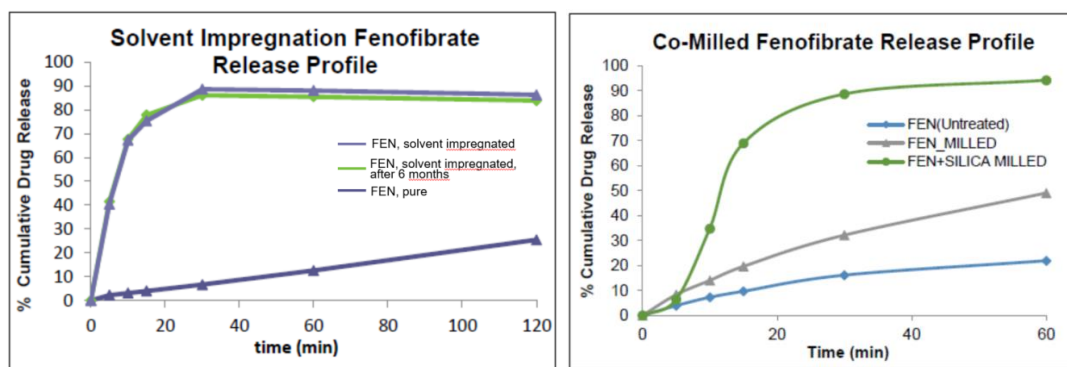 Solvent Impregnation Fenofibrate
Release Profile
% Cumulative Drug Release
100
90
80
70
60
50
40
30
20
10
0
FEN, solvent impregnated
FEN, solvent impregnated,
after 6 months
FEN, pure
0 20 40 60 80 100 120
time (min)
Co-Milled Fenofibrate Release Profile
% Cumulative Drug Release
100
90
80
70
60
50
40
30
20
10
0
FEN(Untreated)
FEN_MILLED
FEN+SILICA MILLED
0 20 40 60
Time (min)